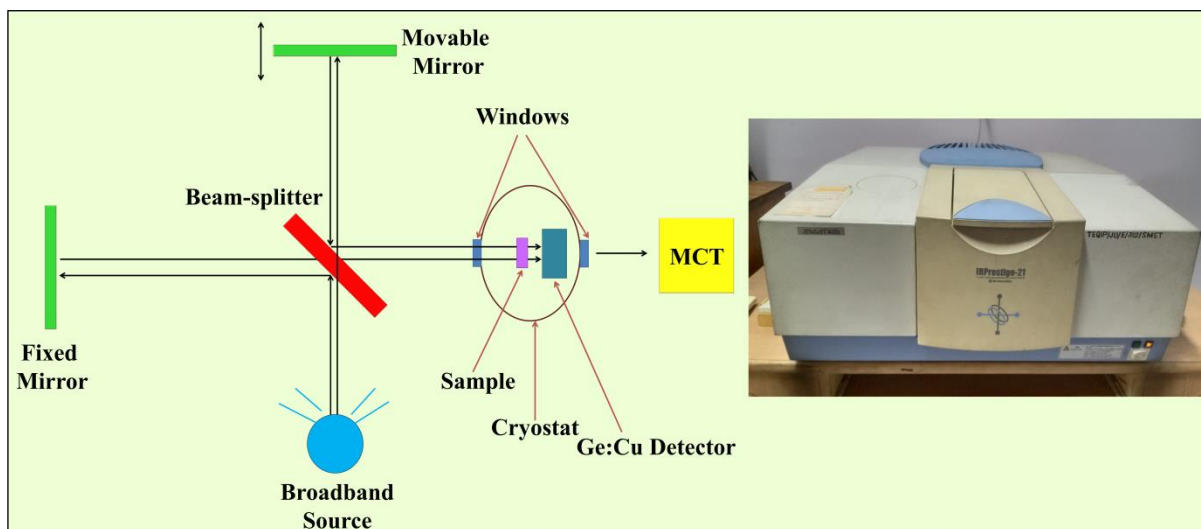 Movable
Mirror
Windows
Beam-splitter
MCT
Fixed
Mirror
Sample
Cryostat
Ge:Cu Detector
Broadband
Source
IRPrestige-21